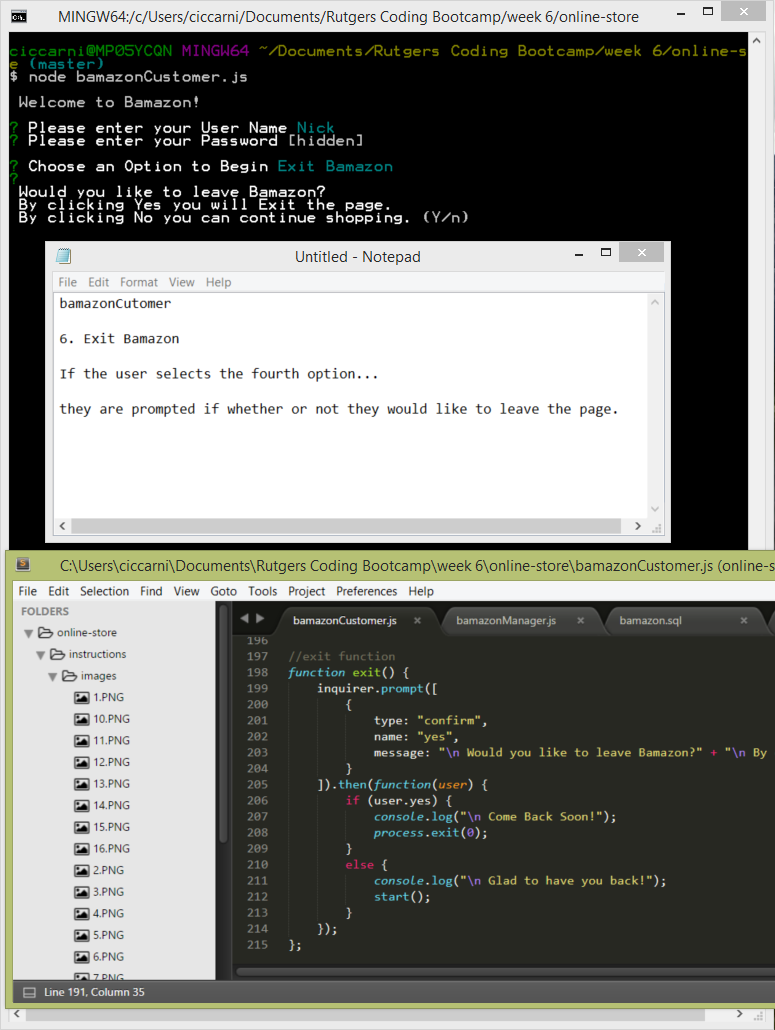 MINGW64:/c/Users/ciccarni/Documents/Rutgers Coding Bootcamp/week 6/online-store
ciccarni@MP05YCQN MINGW64 ~/Documents/Rutgers Coding Bootcamp/week 6/online-s
e (master)
$ node bamazonCustomer.js
Welcome to Bamazon!
? Please enter your User Name Nick
? Please enter your Password [hidden]
? Choose an Option to Begin Exit Bamazon
?
Would you like to leave Bamazon?
By clicking Yes you will Exit the page.
By clicking No you can continue shopping. (Y/n)
Untitled - Notepad
File Edit Format View Help
bamazonCutomer
6. Exit Bamazon
If the user selects the fourth option...
they are prompted if whether or not they would like to leave the page.
C:\Users\ciccarni\Documents\Rutgers Coding Bootcamp\week 6\online-store\bamazonCustomer.js (online-s
File Edit Selection Find View Goto Tools Project Preferences Help
FOLDERS
online-store
instructions
images
1.PNG
10.PNG
11.PNG
12.PNG
13.PNG
14.PNG
15.PNG
16.PNG
2.PNG
3.PNG
4.PNG
5.PNG
6.PNG
7.PNG
bamazonCustomer.js × bamazonManager.js × bamazon.sql ×
196
197 //exit function
198 function exit() {
199 inquirer.prompt([
200 {
201 type: "confirm",
202 name: "yes",
203 message: "\n Would you like to leave Bamazon?" + "\n By
204 }
205 ]).then(function(user) {
206 if (user.yes) {
207 console.log("\n Come Back Soon!");
208 process.exit(0);
209 }
210 else {
211 console.log("\n Glad to have you back!");
212 start();
213 }
214 });
215 };
Line 191, Column 35